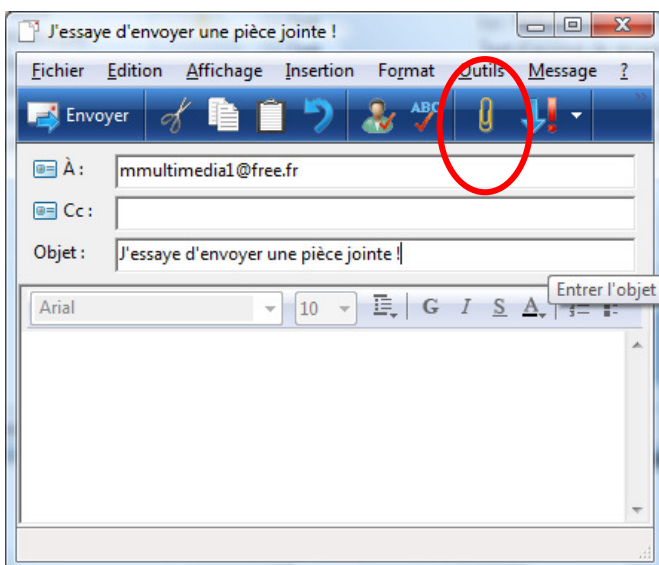 J'essaye d'envoyer une pièce jointe !
Fichier Edition Affichage Insertion Format Outils Message ?
Envoyer ABC
À : mmultimedia1@free.fr
Cc :
Objet : J'essaye d'envoyer une pièce jointe !
Entrer l'objet
Arial 10 G I S A